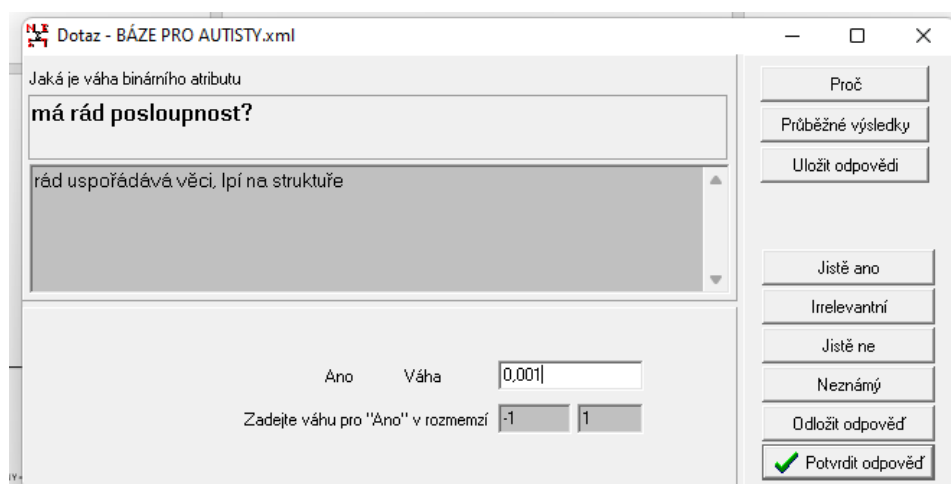 Dotaz - BÁZE PRO AUTISTY.xml
Jaká je váha binárního atributu
má rád posloupnost?
rád uspořádává věci, lpí na struktuře
Ano Váha 0,001
Zadejte váhu pro "Ano" v rozmemzí -1 1
Proč
Průběžné výsledky
Uložit odpovědi
Jistě ano
Irrelevantní
Jistě ne
Neznámý
Odložit odpověď
Potvrdit odpověď